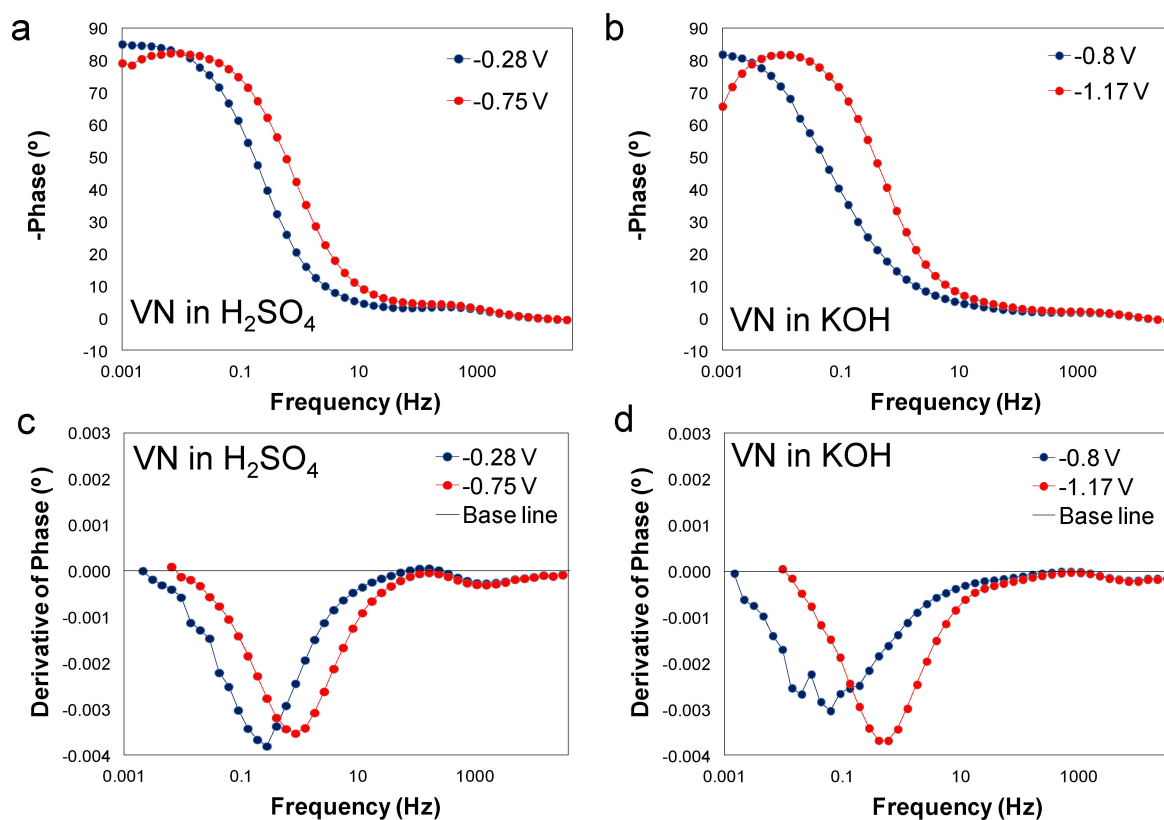 a
90
80
70
60
50
40
30
20
10
0
-10
-Phase (º)
-0.28 V
-0.75 V
VN in H₂SO₄
0.001
0.1
10
1000
Frequency (Hz)
b
90
80
90
70
60
50
40
30
20
10
0
-10
-Phase (º)
-0.8 V
-1.17 V
VN in KOH
0.001
0.1
10
1000
Frequency (Hz)
c
0.003
0.002
0.001
0.000
-0.001
-0.002
-0.003
-0.004
Derivative of Phase (º)
VN in H₂SO₄
-0.28 V
-0.75 V
Base line
0.001
0.1
10
1000
Frequency (Hz)
d
0.003
0.002
0.001
0.000
-0.001
-0.002
-0.003
-0.004
Derivative of Phase (º)
VN in KOH
-0.8 V
-1.17 V
Base line
0.001
0.1
10
1000
Frequency (Hz)